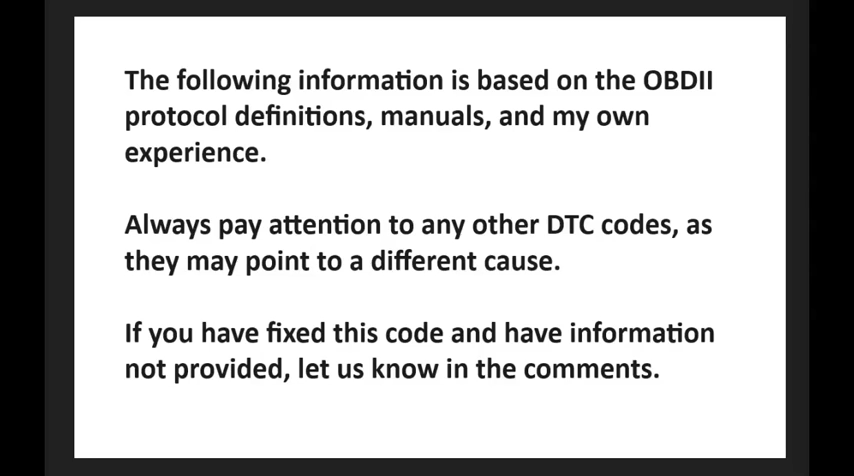 The following information is based on the OBDII
protocol definitions, manuals, and my own
experience.
Always pay attention to any other DTC codes, as
they may point to a different cause.
If you have fixed this code and have information
not provided, let us know in the comments.